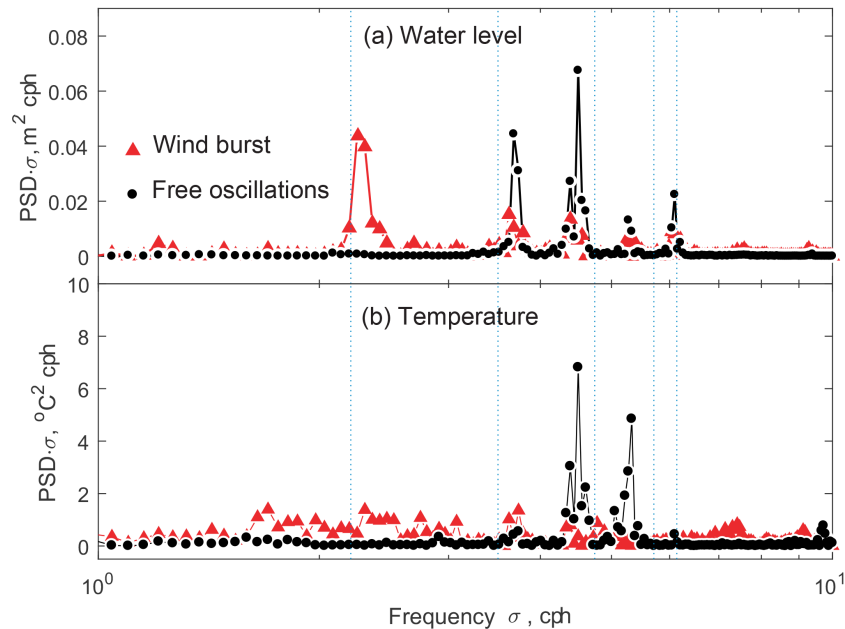 (a) Water level
PSD·σ, m² cph
0.08
0.06
0.04
0.02
0
Wind burst
Free oscillations
(b) Temperature
PSD·σ, °C² cph
10
8
6
4
2
0
10⁰
10¹
Frequency σ, cph